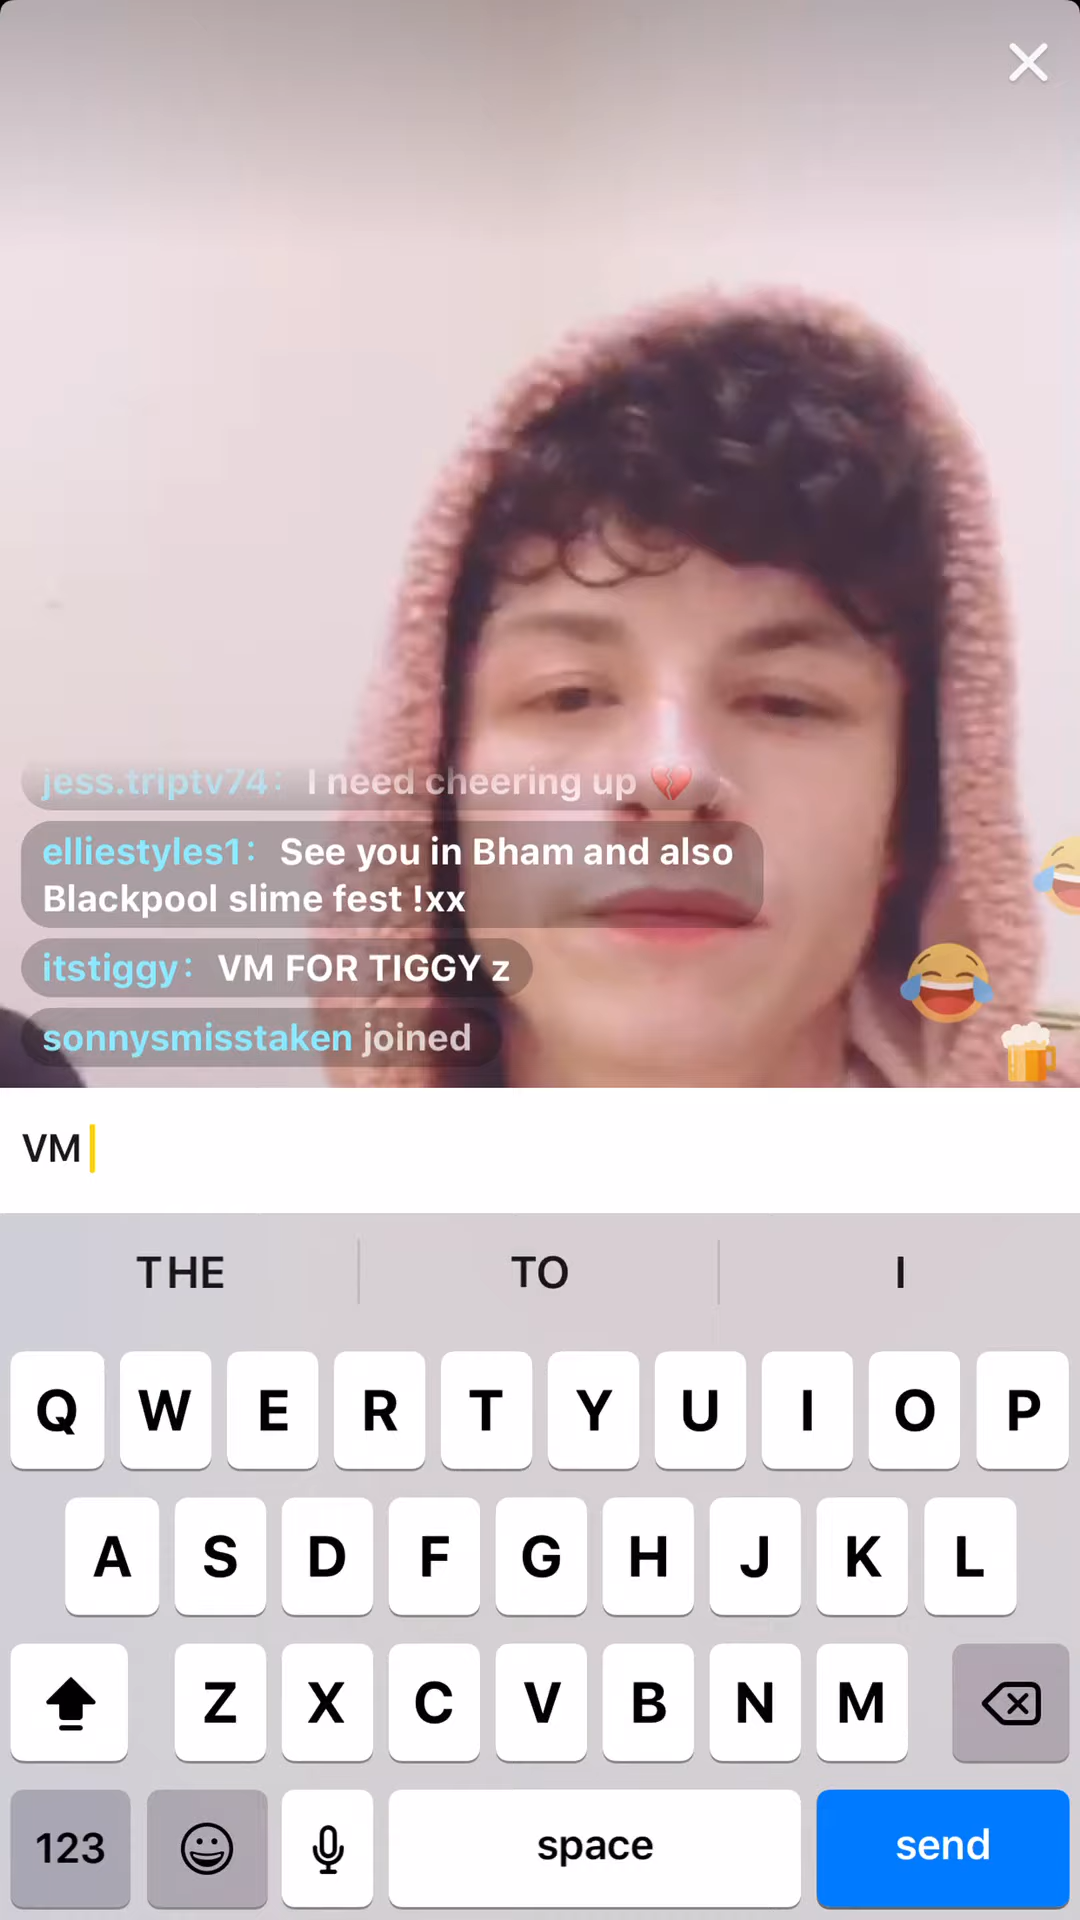 jess.triptv74: I need cheering up 💔
elliestyles1: See you in Bham and also
Blackpool slime fest !xx
itstiggy: VM FOR TIGGY z
sonnysmisstaken joined
VM
THE TO I
Q W E R T Y U I O P
A S D F G H J K L
Z X C V B N M
123 space send